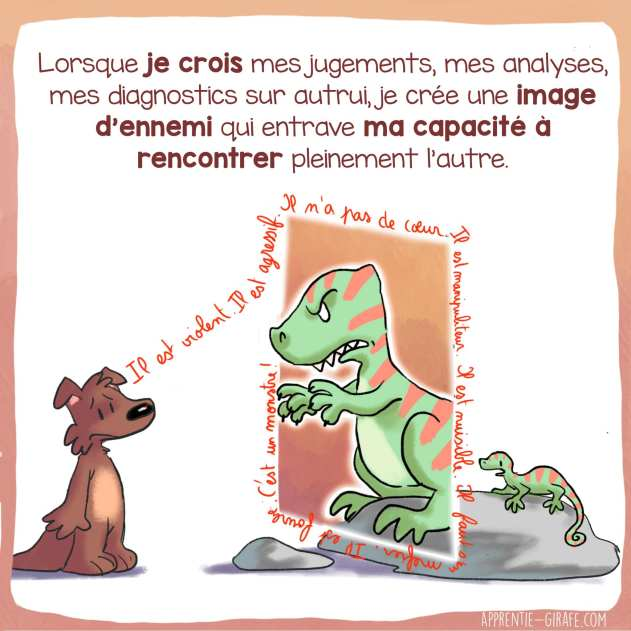 Lorsque je crois mes jugements, mes analyses,
mes diagnostics sur autrui, je crée une image
d'ennemi qui entrave ma capacité à
rencontrer pleinement l'autre.
Il est violent. Il est agressif. Il n'a pas de cœur. Il est manipulateur. Il est nuisible. Il faut s'en méfier. Il est fourbe. C'est un monstre!
APPRENTIE-GIRAFE.COM